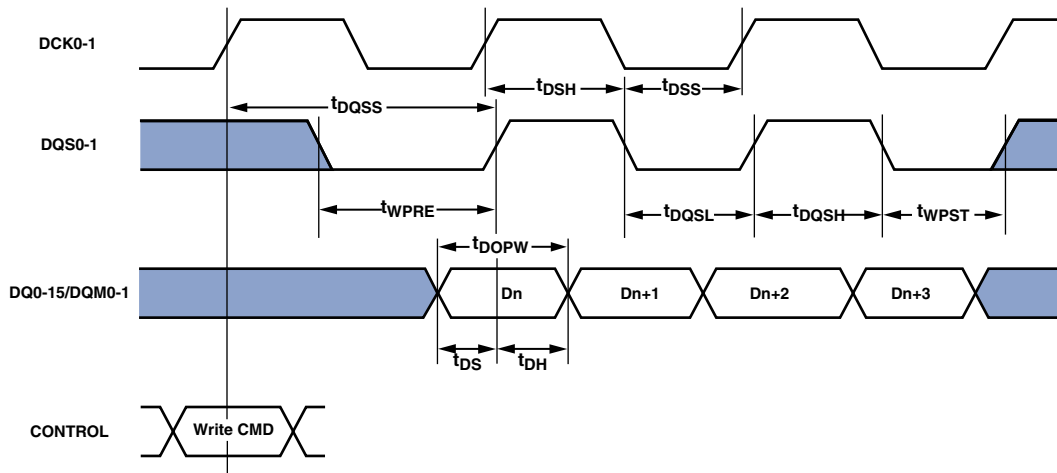 DCK0-1
tDSH
tDSS
tDQSS
DQS0-1
tWPRE
tDQSL
tDQSH
tWPST
tDOPW
DQ0-15/DQM0-1
Dn
Dn+1
Dn+2
Dn+3
tDS
tDH
CONTROL
Write CMD